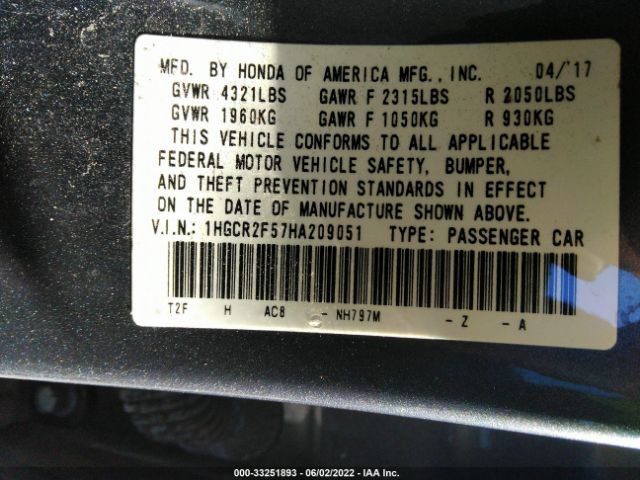 MFD. BY HONDA OF AMERICA MFG., INC. 04/'17
GVWR 4321LBS GAWR F 2315LBS R 2050LBS
GVWR 1960KG GAWR F 1050KG R 930KG
THIS VEHICLE CONFORMS TO ALL APPLICABLE
FEDERAL MOTOR VEHICLE SAFETY, BUMPER,
AND THEFT PREVENTION STANDARDS IN EFFECT
ON THE DATE OF MANUFACTURE SHOWN ABOVE.
V.I.N.: 1HGCR2F57HA209051 TYPE: PASSENGER CAR
T2F H AC8 - NH797M - Z - A
000-33251893 - 06/02/2022 - IAA Inc.